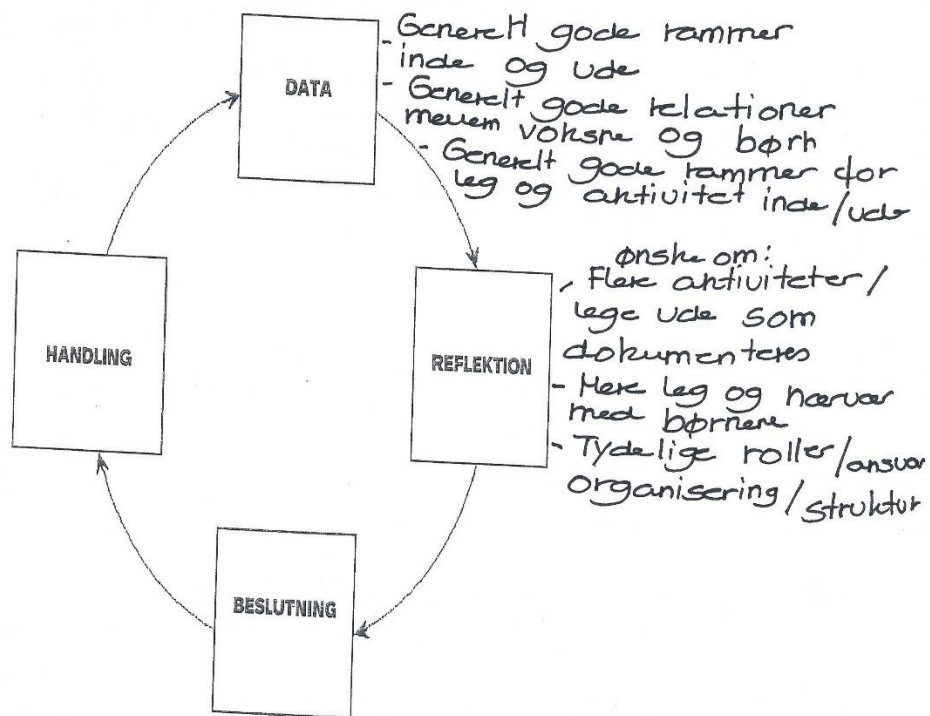 DATA
- Generelt gode rammer
inde og ude
- Generelt gode relationer
mellem voksne og børn
- Generelt gode rammer for
leg og aktivitet inde/ude
HANDLING
REFLEKTION
Ønske om:
- Flere aktiviteter/
lege ude som
dokumenteres
- Mere leg og nærvær
med børnene
- Tydelige roller/ansvar
organisering/struktur
BESLUTNING